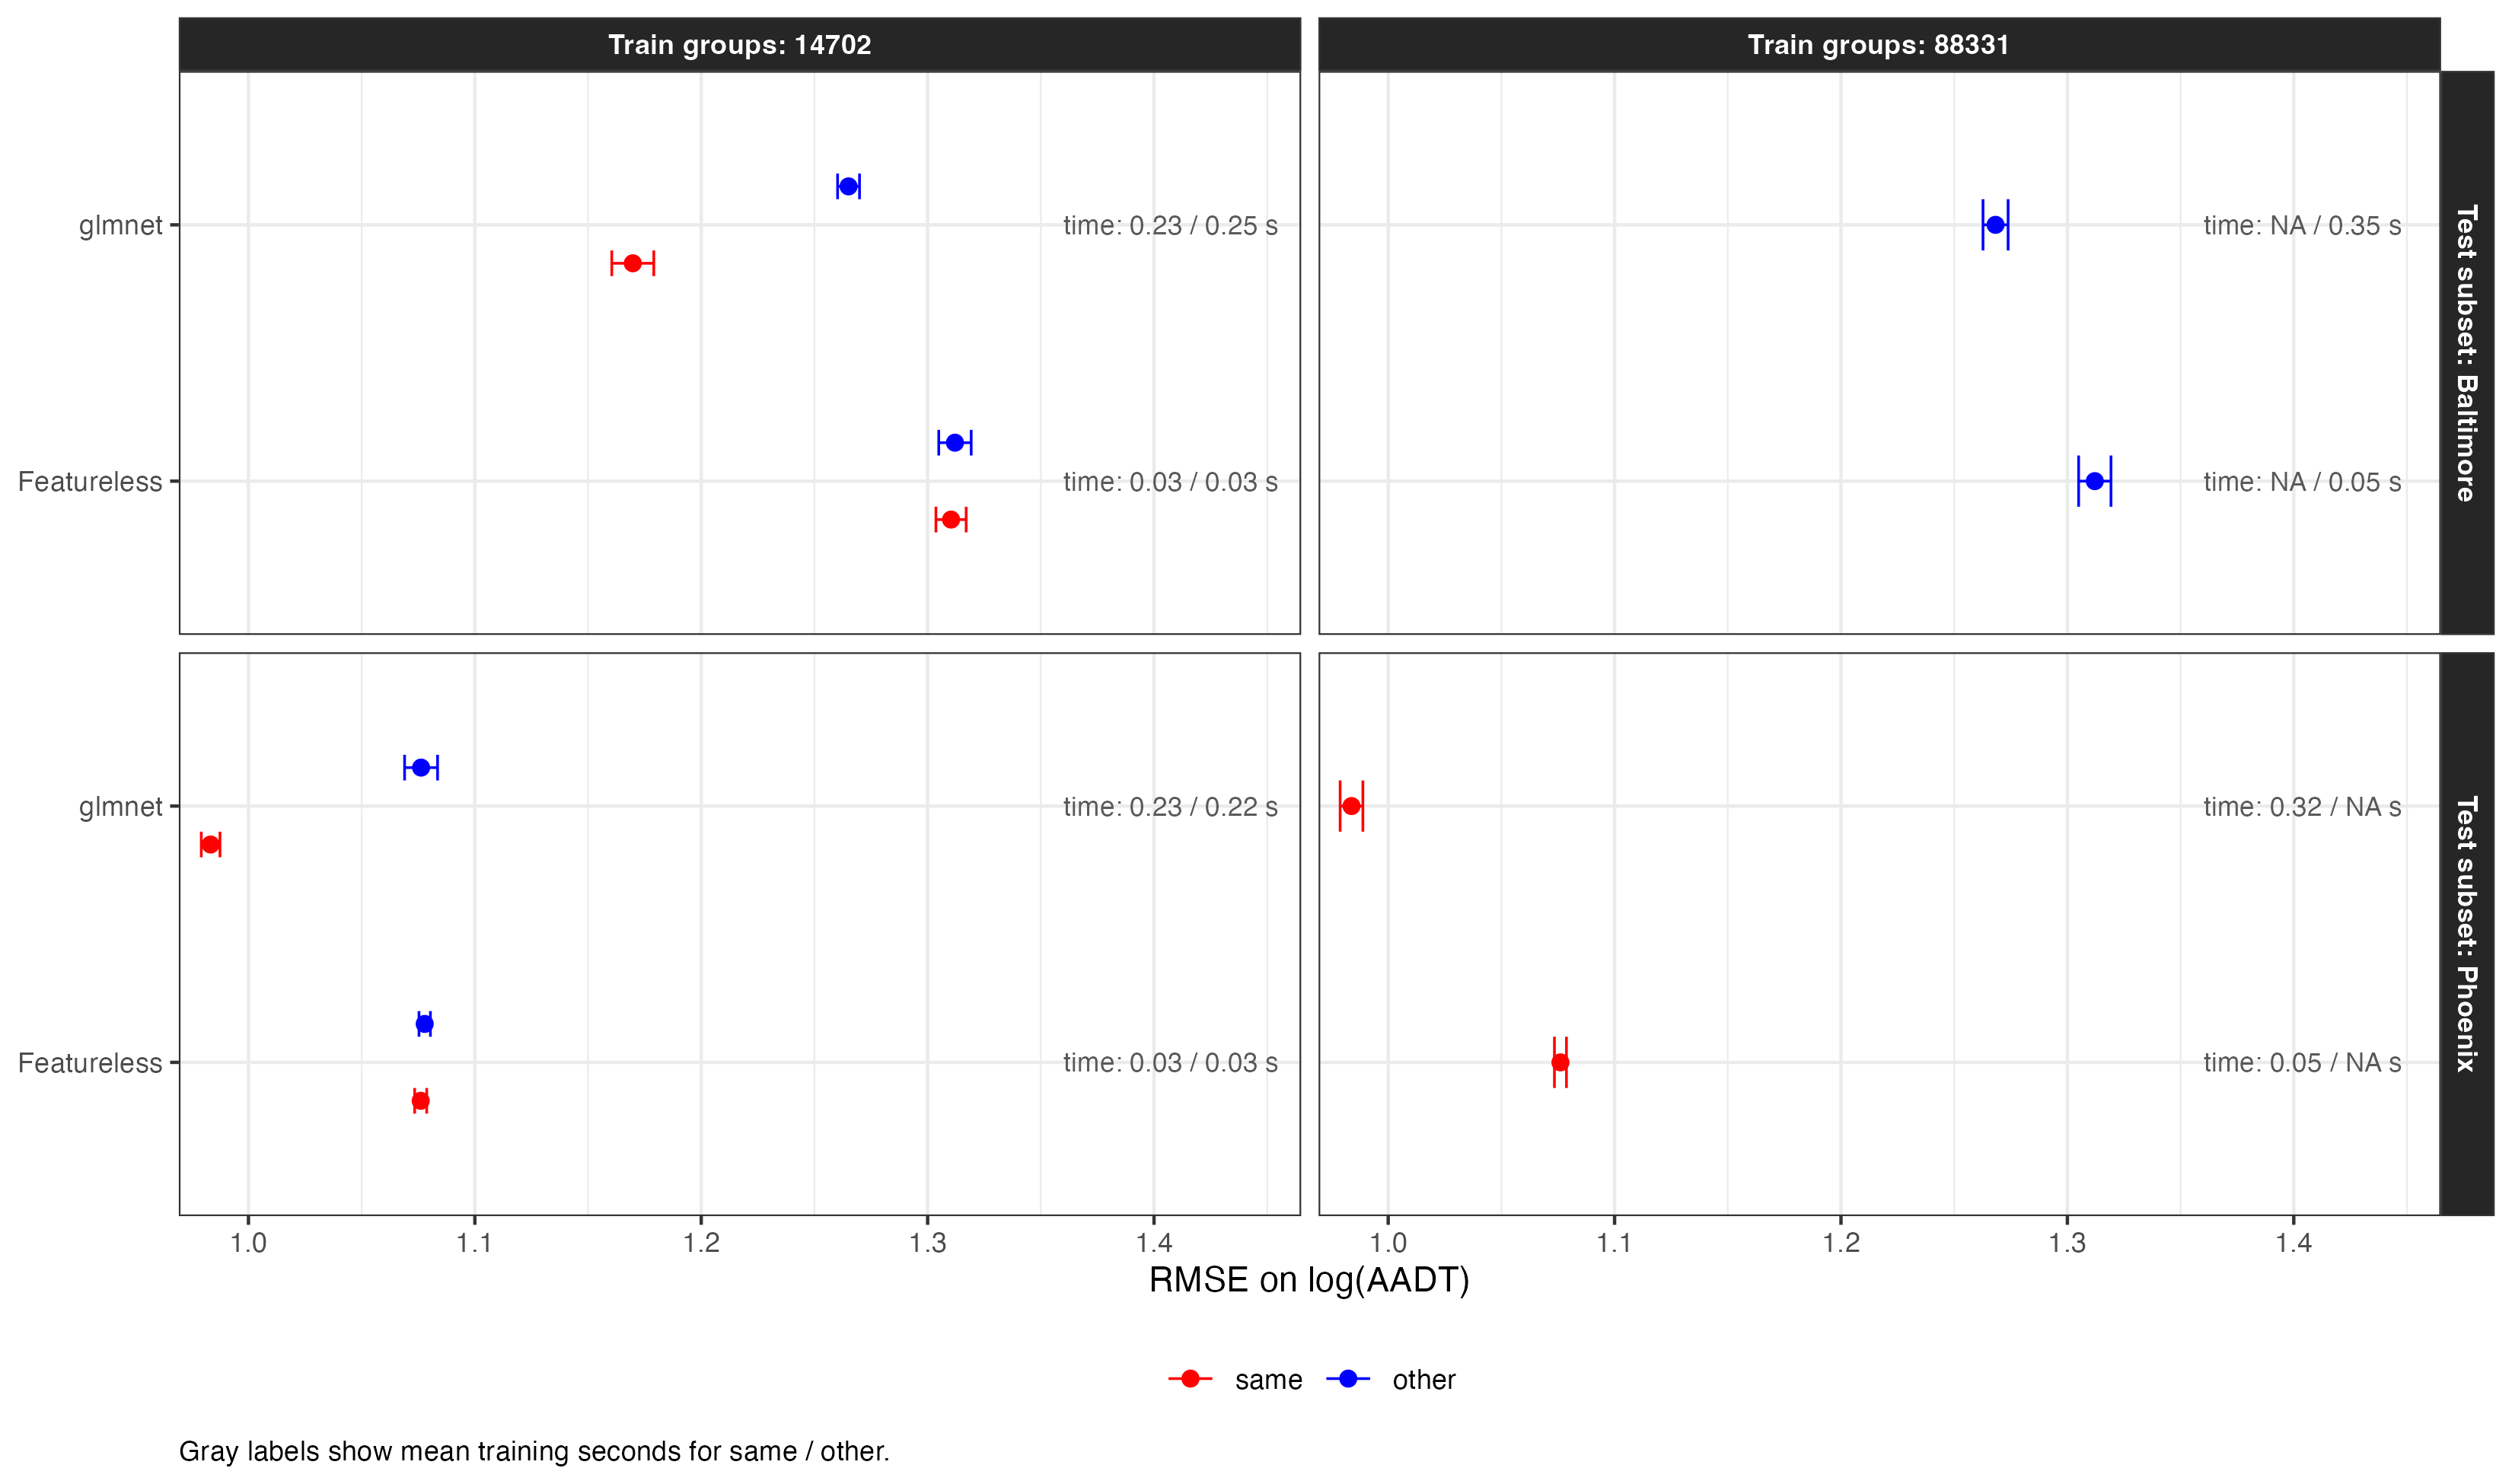 Train groups: 14702
Train groups: 88331
Test subset: Baltimore
glmnet
time: 0.23 / 0.25 s
time: NA / 0.35 s
Featureless
time: 0.03 / 0.03 s
time: NA / 0.05 s
Test subset: Phoenix
glmnet
time: 0.23 / 0.22 s
time: 0.32 / NA s
Featureless
time: 0.03 / 0.03 s
time: 0.05 / NA s
1.0 1.1 1.2 1.3 1.4
1.0 1.1 1.2 1.3 1.4
RMSE on log(AADT)
same other
Gray labels show mean training seconds for same / other.